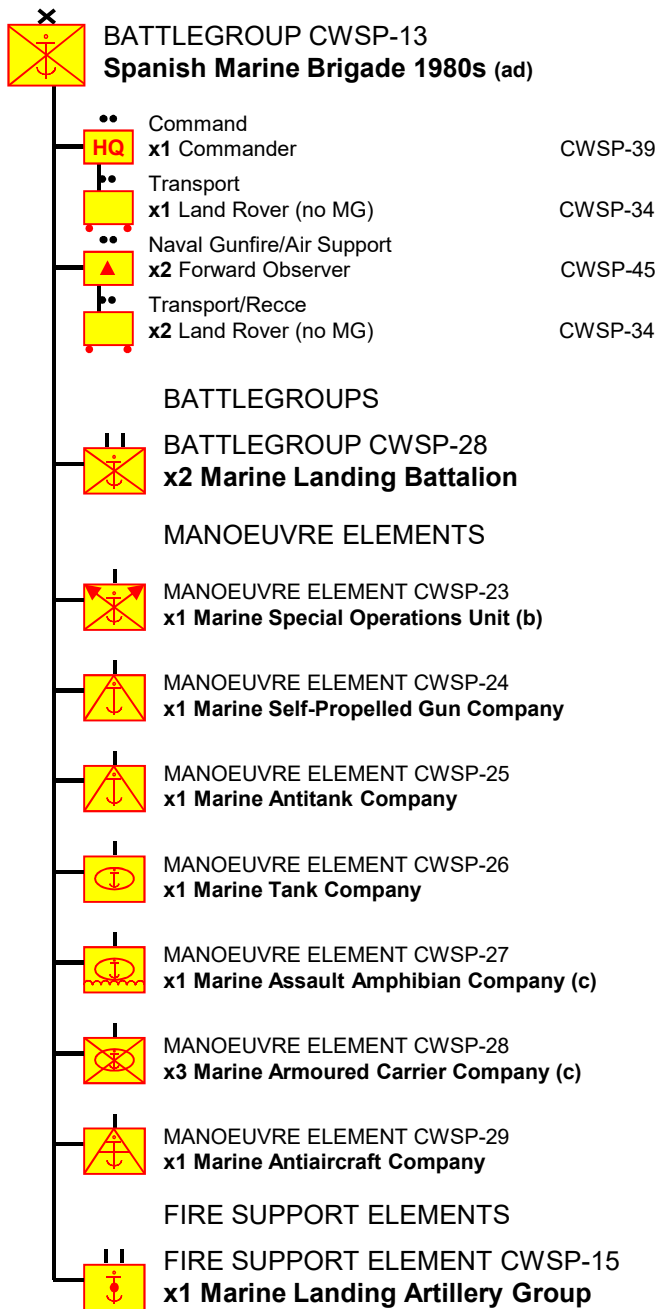 BATTLEGROUP CWSP-13
Spanish Marine Brigade 1980s (ad)
Command
HQ x1 Commander CWSP-39
Transport
x1 Land Rover (no MG) CWSP-34
Naval Gunfire/Air Support
x2 Forward Observer CWSP-45
Transport/Recce
x2 Land Rover (no MG) CWSP-34
BATTLEGROUPS
BATTLEGROUP CWSP-28
x2 Marine Landing Battalion
MANOEUVRE ELEMENTS
MANOEUVRE ELEMENT CWSP-23
x1 Marine Special Operations Unit (b)
MANOEUVRE ELEMENT CWSP-24
x1 Marine Self-Propelled Gun Company
MANOEUVRE ELEMENT CWSP-25
x1 Marine Antitank Company
MANOEUVRE ELEMENT CWSP-26
x1 Marine Tank Company
MANOEUVRE ELEMENT CWSP-27
x1 Marine Assault Amphibian Company (c)
MANOEUVRE ELEMENT CWSP-28
x3 Marine Armoured Carrier Company (c)
MANOEUVRE ELEMENT CWSP-29
x1 Marine Antiaircraft Company
FIRE SUPPORT ELEMENTS
FIRE SUPPORT ELEMENT CWSP-15
x1 Marine Landing Artillery Group